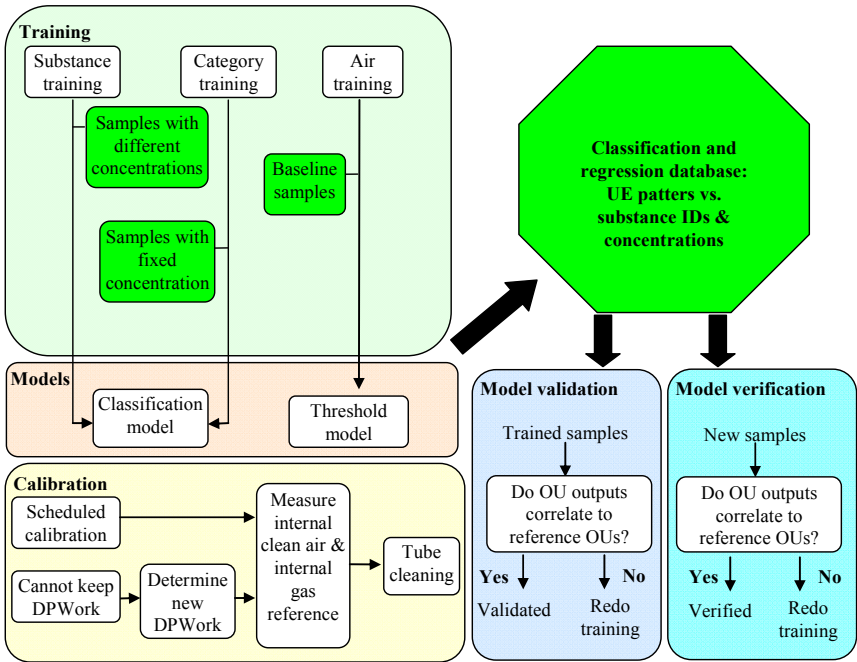 Training
Substance
training
Category
training
Air
training
Samples with
different
concentrations
Baseline
samples
Samples with
fixed
concentration
Classification and
regression database:
UE patters vs.
substance IDs &
concentrations
Models
Classification
model
Threshold
model
Calibration
Scheduled
calibration
Cannot keep
DPWork
Determine
new
DPWork
Measure
internal
clean air &
internal
gas
reference
Tube
cleaning
Model validation
Trained samples
Do OU outputs
correlate to
reference OUs?
Yes
No
Validated
Redo
training
Model verification
New samples
Do OU outputs
correlate to
reference OUs?
Yes
No
Verified
Redo
training